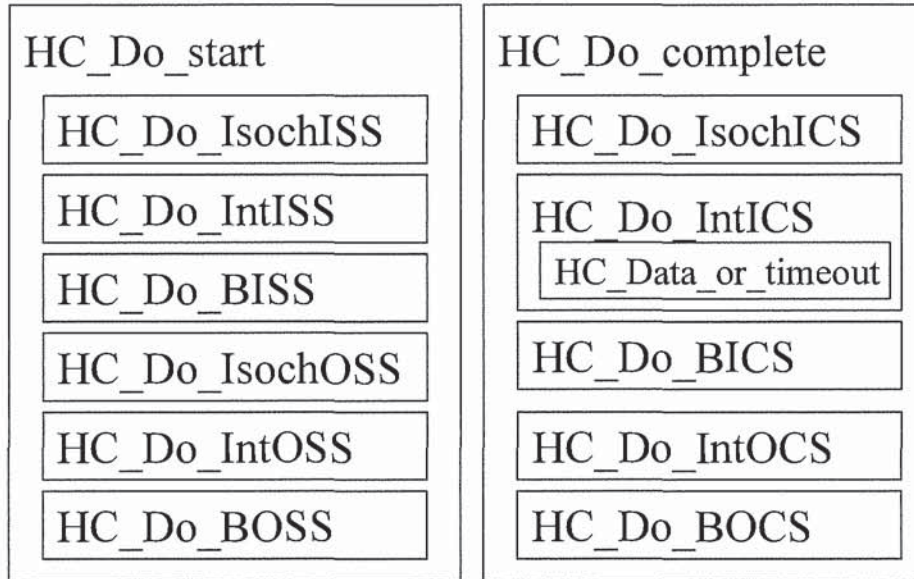 HC_Do_start
HC_Do_IsochISS
HC_Do_IntISS
HC_Do_BISS
HC_Do_IsochOSS
HC_Do_IntOSS
HC_Do_BOSS
HC_Do_complete
HC_Do_IsochICS
HC_Do_IntICS
HC_Data_or_timeout
HC_Do_BICS
HC_Do_IntOCS
HC_Do_BOCS